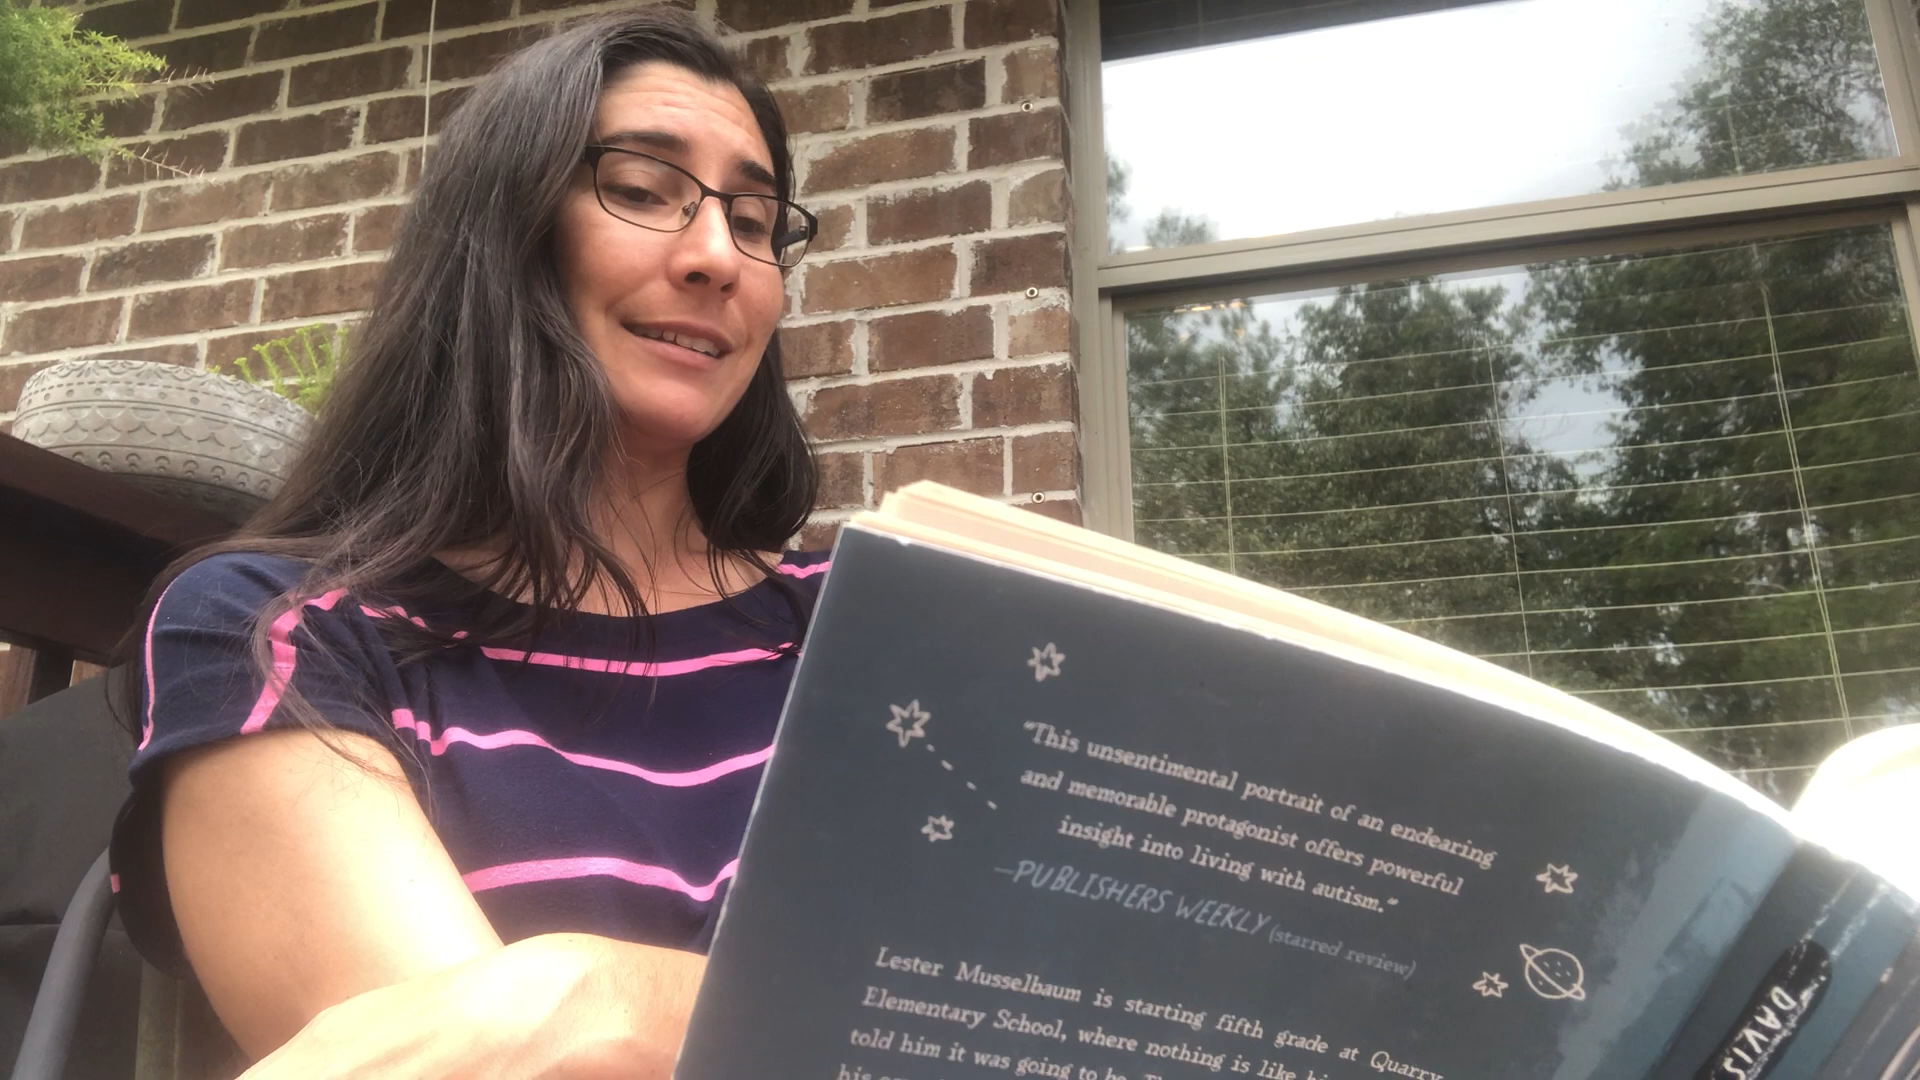 "This unsentimental portrait of an endearing
and memorable protagonist offers powerful
insight into living with autism."
—PUBLISHERS WEEKLY (starred review)
Lester Musselbaum is starting fifth grade at Quarry
Elementary School, where nothing is like
told him it was going to be.
his
DAVIS